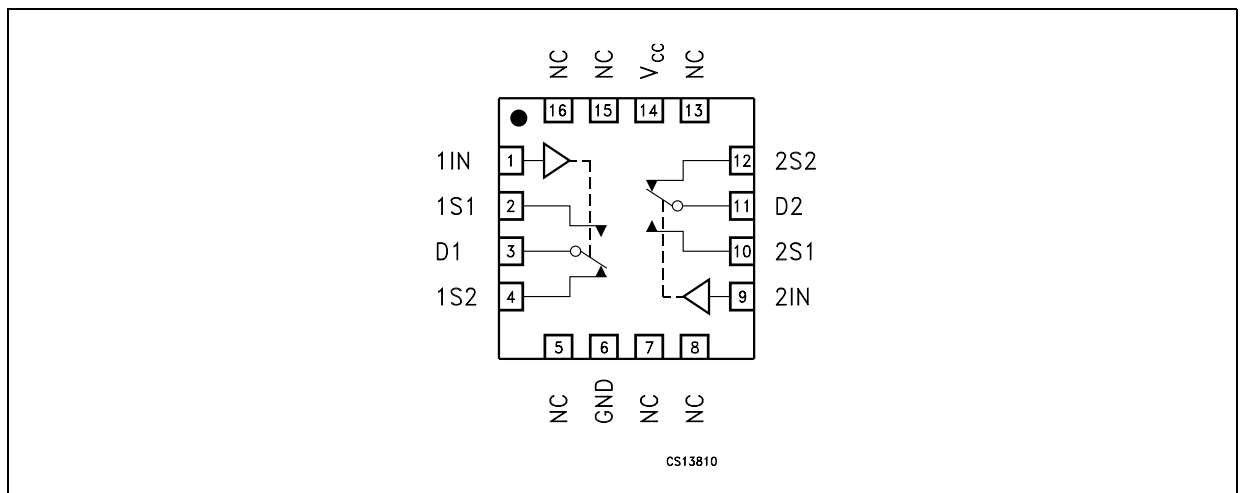 NC NC VCC NC
16 15 14 13
1IN 1 12 2S2
1S1 2 11 D2
D1 3 10 2S1
1S2 4 9 2IN
5 6 7 8
NC GND NC NC
CS13810